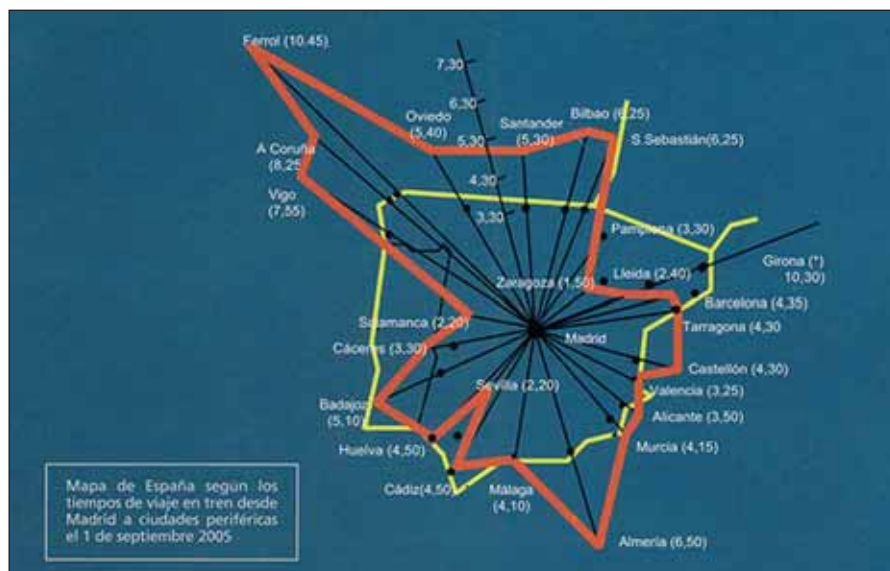 Ferrol (10.45)
7,30
6,30
Oviedo
(5,40)
5,30
Santander
(5,30)
Bilbao (6,25)
S.Sebastián(6,25)
A Coruña
(8,25
4,30
Vigo
(7,55)
3,30
Pamplona (3,30)
Girona (*)
10,30)
Lleida (2,40)
Zaragoza (1,50)
Barcelona (4,35)
Salamanca (2,20)
Madrid
Tarragona (4,30
Cáceres (3,30)
Castellón (4,30)
Sevilla (2,20)
Valencia (3,25)
Badajoz
(5,10)
Alicante (3,50)
Huelva (4,50)
Murcia (4,15)
Cádiz(4,50)
Málaga
(4,10)
Almería (6,50)
Mapa de España según los
tiempos de viaje en tren desde
Madrid a ciudades periféricas
el 1 de septiembre 2005